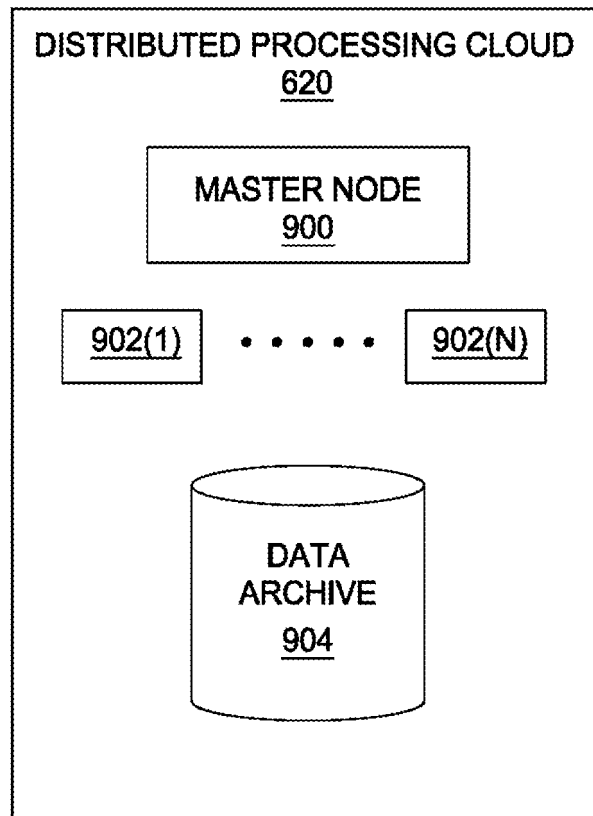 DISTRIBUTED PROCESSING CLOUD
620
MASTER NODE
900
902(1) ..... 902(N)
DATA
ARCHIVE
904